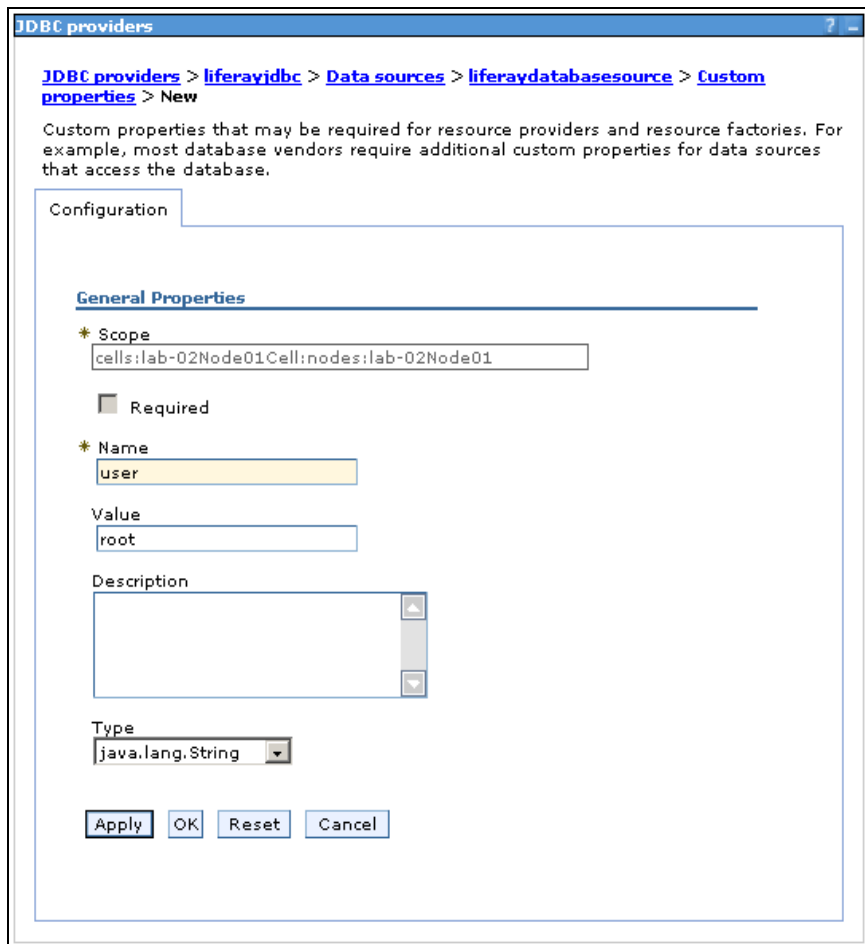 JDBC providers ? –
JDBC providers > liferayjdbc > Data sources > liferaydatabasesource > Custom
properties > New
Custom properties that may be required for resource providers and resource factories. For
example, most database vendors require additional custom properties for data sources
that access the database.
Configuration
General Properties
* Scope
cells:lab-02Node01Cell:nodes:lab-02Node01
Required
* Name
user
Value
root
Description
Type
java.lang.String
Apply OK Reset Cancel